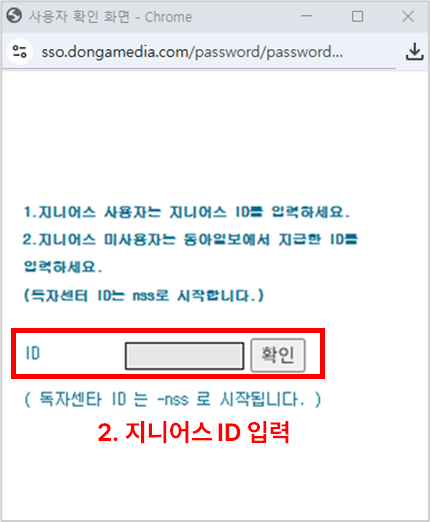 사용자 확인 화면 - Chrome
sso.dongamedia.com/password/password...
1.지니어스 사용자는 지니어스 ID를 입력하세요.
2.지니어스 미사용자는 동아일보에서 지급한 ID를
입력하세요.
(독자센터 ID는 nss로 시작합니다.)
ID 확인
( 독자센타 ID 는 -nss 로 시작됩니다. )
2. 지니어스 ID 입력